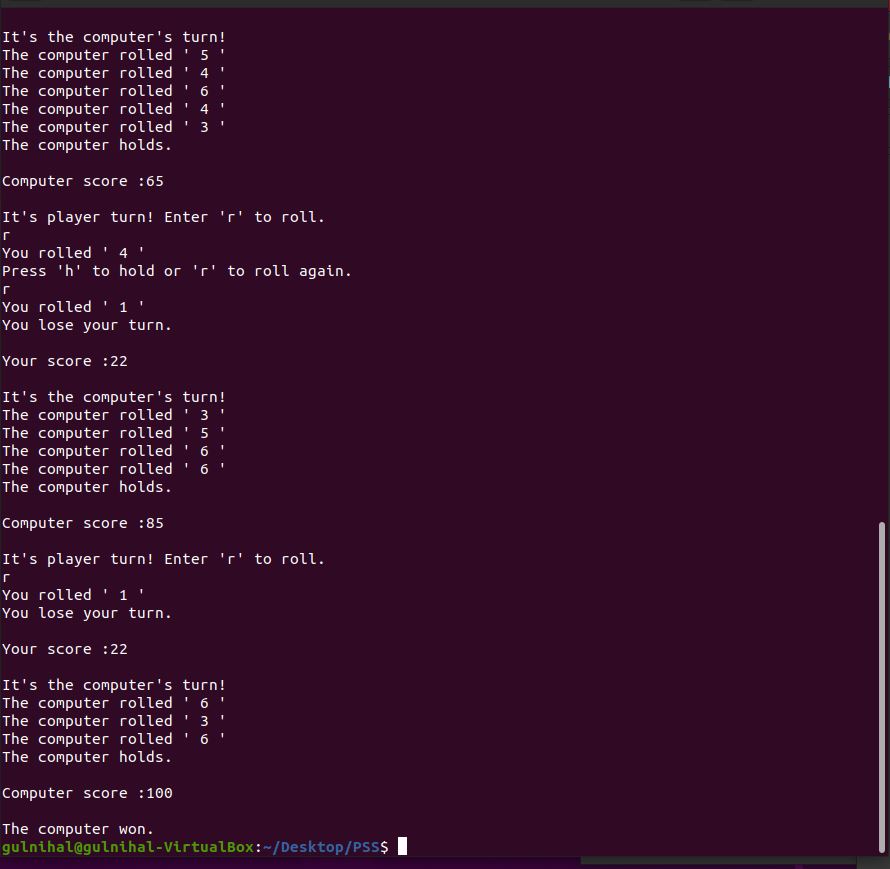 It's the computer's turn!
The computer rolled ' 5 '
The computer rolled ' 4 '
The computer rolled ' 6 '
The computer rolled ' 4 '
The computer rolled ' 3 '
The computer holds.
Computer score :65
It's player turn! Enter 'r' to roll.
r
You rolled ' 4 '
Press 'h' to hold or 'r' to roll again.
r
You rolled ' 1 '
You lose your turn.
Your score :22
It's the computer's turn!
The computer rolled ' 3 '
The computer rolled ' 5 '
The computer rolled ' 6 '
The computer rolled ' 6 '
The computer holds.
Computer score :85
It's player turn! Enter 'r' to roll.
r
You rolled ' 1 '
You lose your turn.
Your score :22
It's the computer's turn!
The computer rolled ' 6 '
The computer rolled ' 3 '
The computer rolled ' 6 '
The computer holds.
Computer score :100
The computer won.
gulnihal@gulnihal-VirtualBox:~/Desktop/PSS$